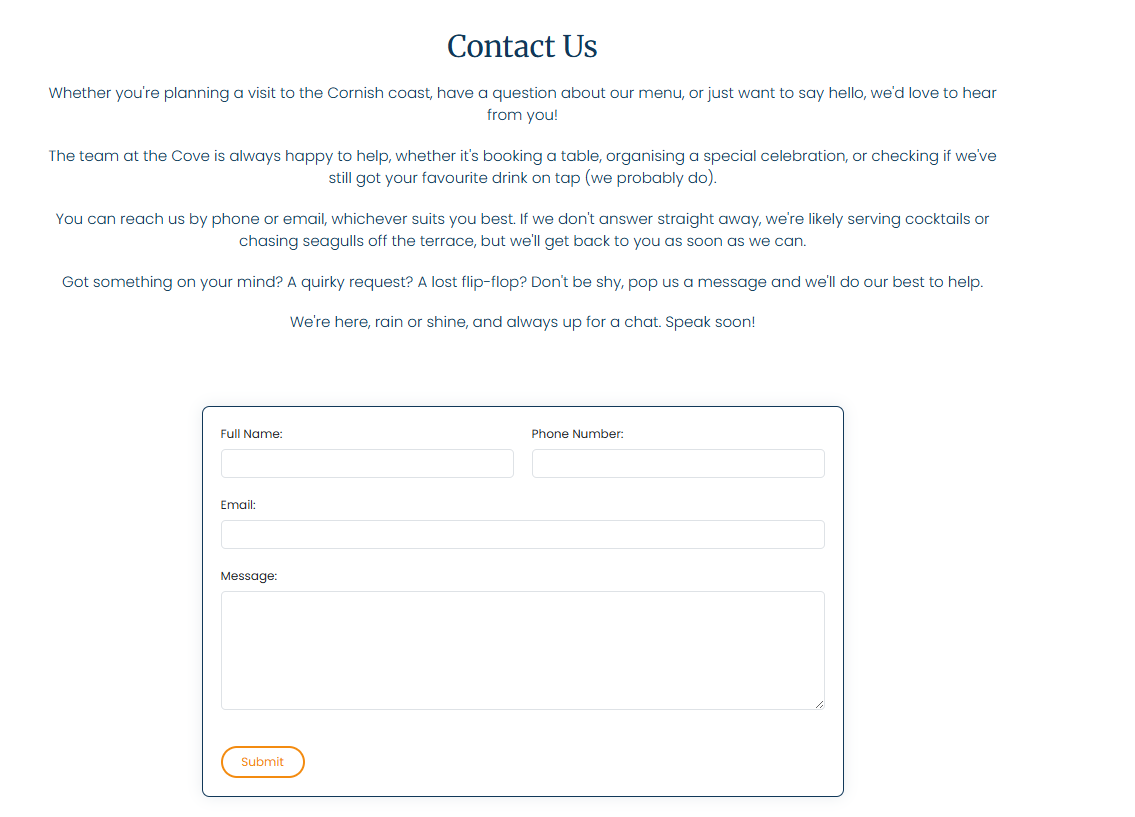 Contact Us
Whether you're planning a visit to the Cornish coast, have a question about our menu, or just want to say hello, we'd love to hear
from you!
The team at the Cove is always happy to help, whether it's booking a table, organising a special celebration, or checking if we've
still got your favourite drink on tap (we probably do).
You can reach us by phone or email, whichever suits you best. If we don't answer straight away, we're likely serving cocktails or
chasing seagulls off the terrace, but we'll get back to you as soon as we can.
Got something on your mind? A quirky request? A lost flip-flop? Don't be shy, pop us a message and we'll do our best to help.
We're here, rain or shine, and always up for a chat. Speak soon!
Full Name:
Phone Number:
Email:
Message:
Submit